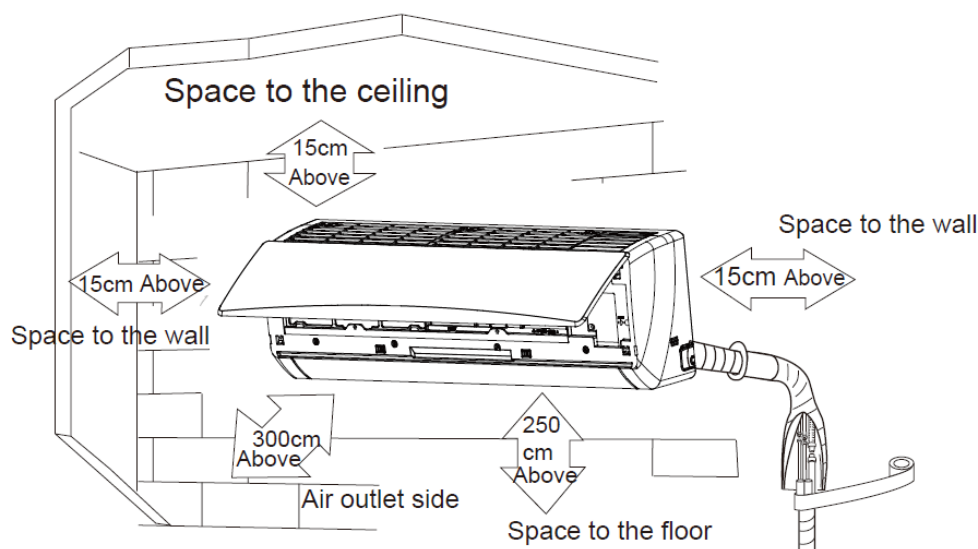 Space to the ceiling
15cm
Above
Space to the wall
15cm Above
15cm Above
Space to the wall
300cm
Above
250
cm
Above
Air outlet side
Space to the floor